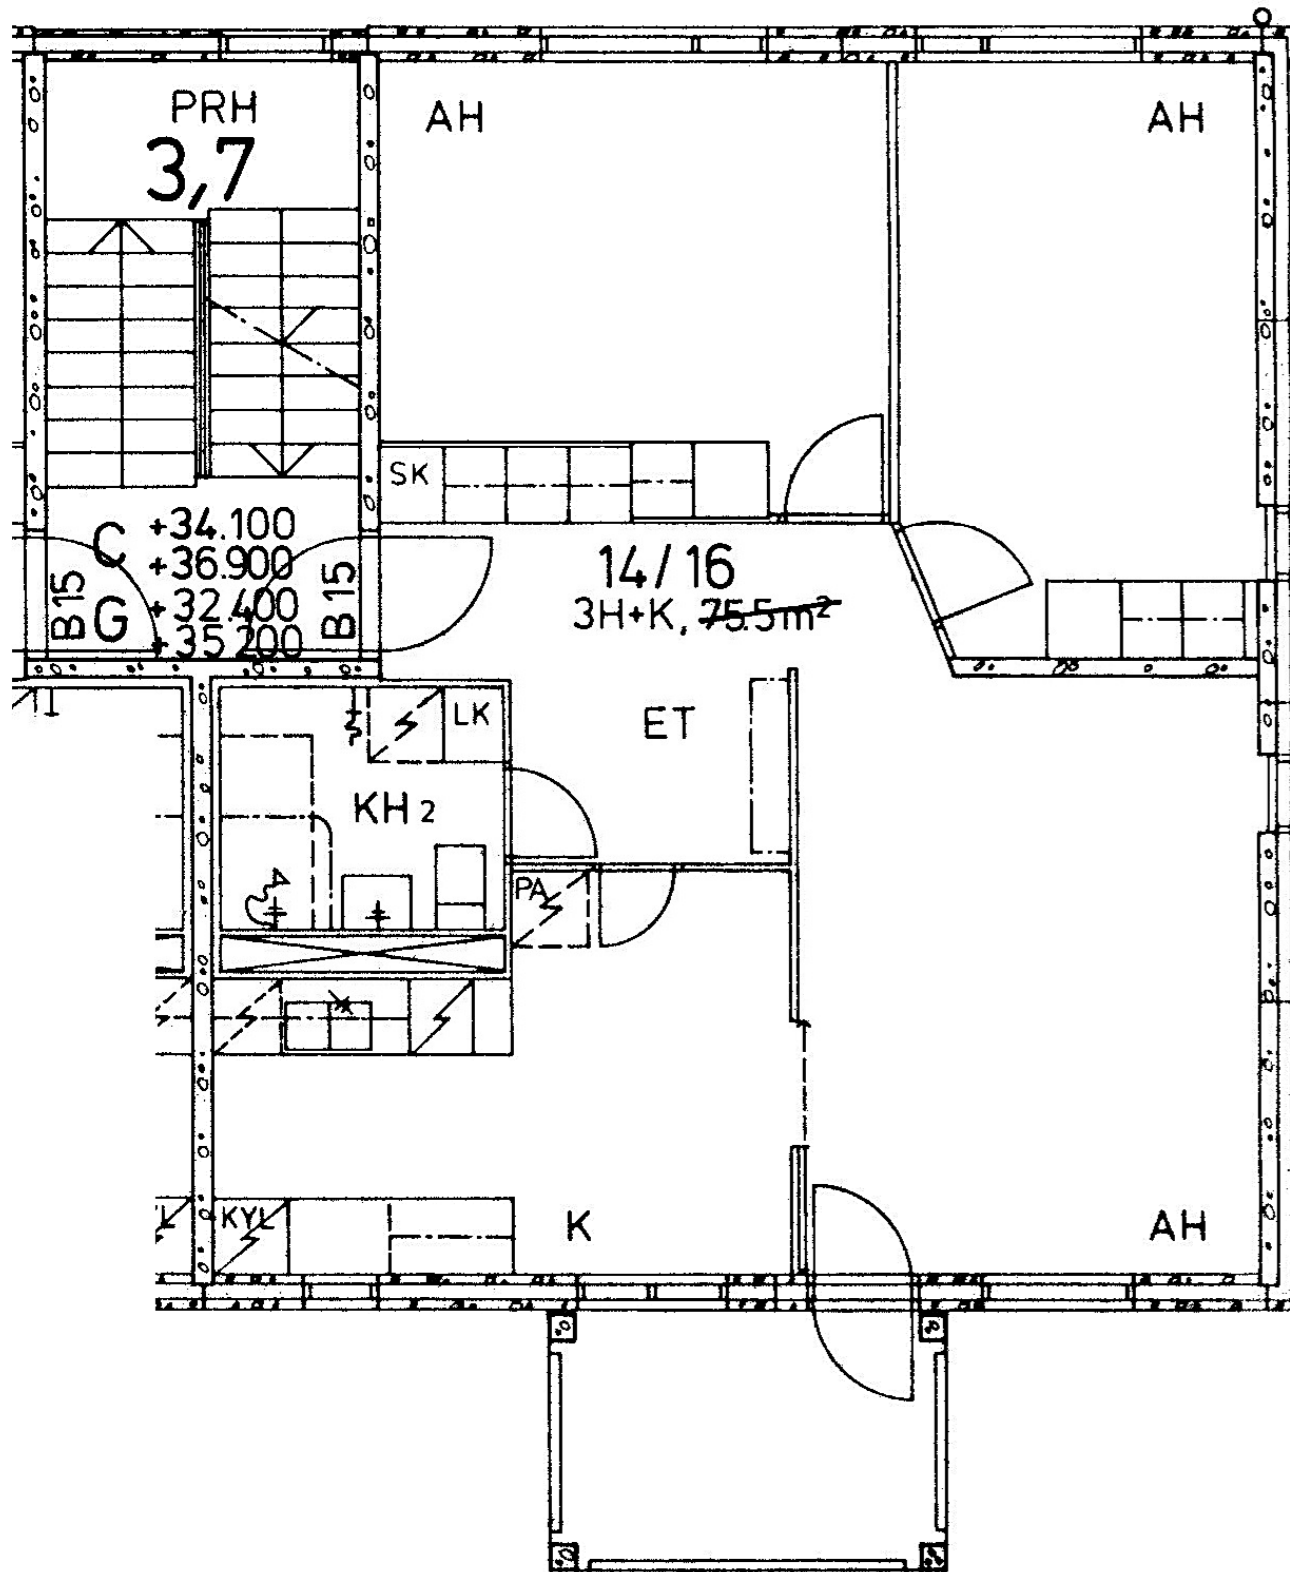 PRH
3,7
AH
AH
SK
C +34.100
+36.900
G +32.400
+35.200
B 15
B 15
14/16
3H+K, 75.5m²
LK
ET
KH 2
PA
L
KYL
K
AH